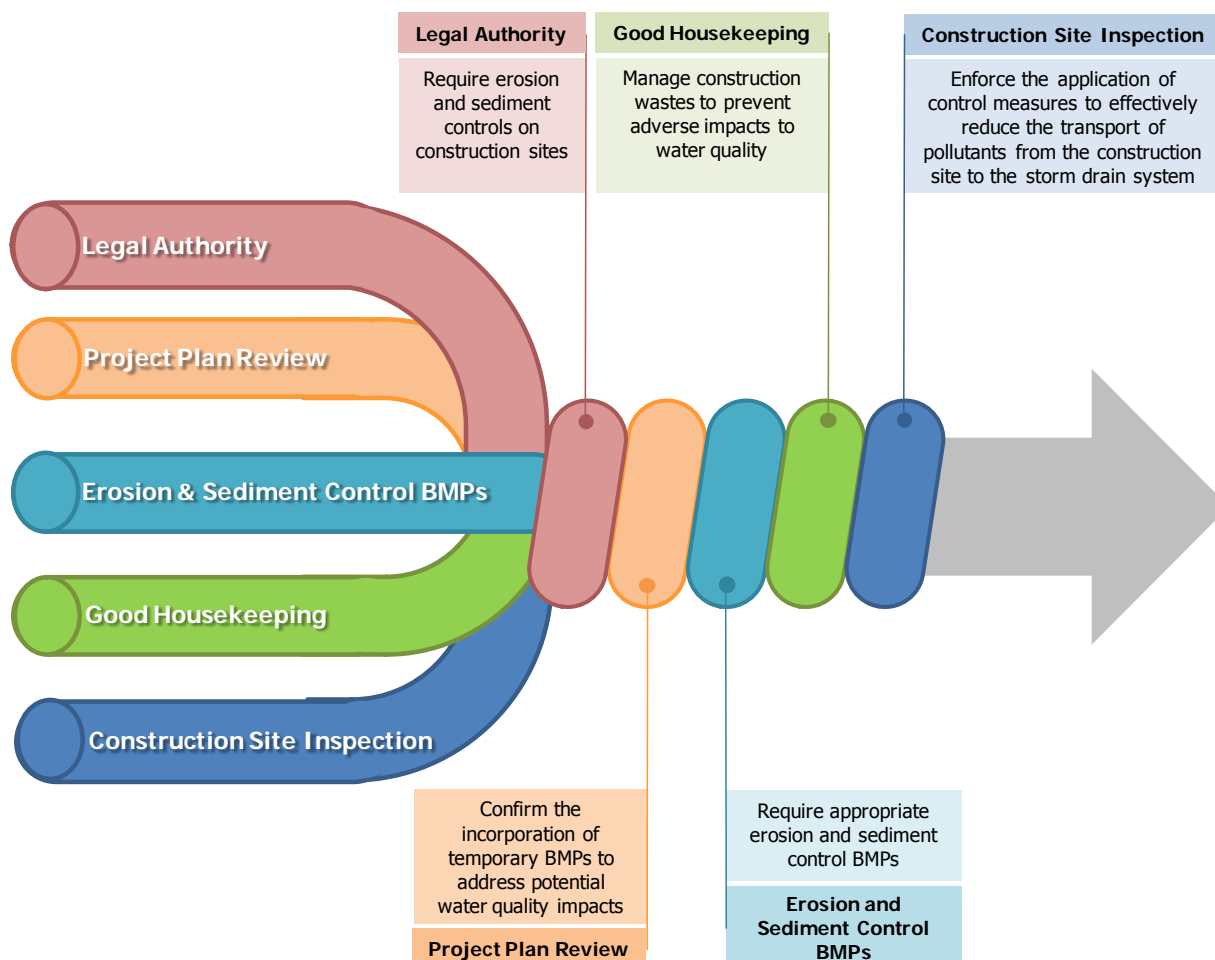 Legal Authority
Require erosion
and sediment
controls on
construction sites
Good Housekeeping
Manage construction
wastes to prevent
adverse impacts to
water quality
Construction Site Inspection
Enforce the application of
control measures to effectively
reduce the transport of
pollutants from the construction
site to the storm drain system
Legal Authority
Project Plan Review
Erosion & Sediment Control BMPs
Good Housekeeping
Construction Site Inspection
Confirm the
incorporation of
temporary BMPs to
address potential
water quality impacts
Project Plan Review
Require appropriate
erosion and sediment
control BMPs
Erosion and
Sediment Control
BMPs